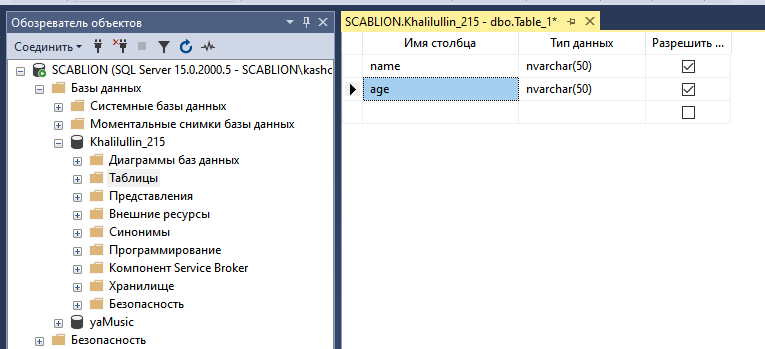 Обозреватель объектов
Соединить
SCABLION (SQL Server 15.0.2000.5 - SCABLION\kashc
Базы данных
Системные базы данных
Моментальные снимки базы данных
Khalilullin_215
Диаграммы баз данных
Таблицы
Представления
Внешние ресурсы
Синонимы
Программирование
Компонент Service Broker
Хранилище
Безопасность
yaMusic
Безопасность
SCABLION.Khalilullin_215 - dbo.Table_1*
Имя столбца Тип данных Разрешить ...
name nvarchar(50)
age nvarchar(50)